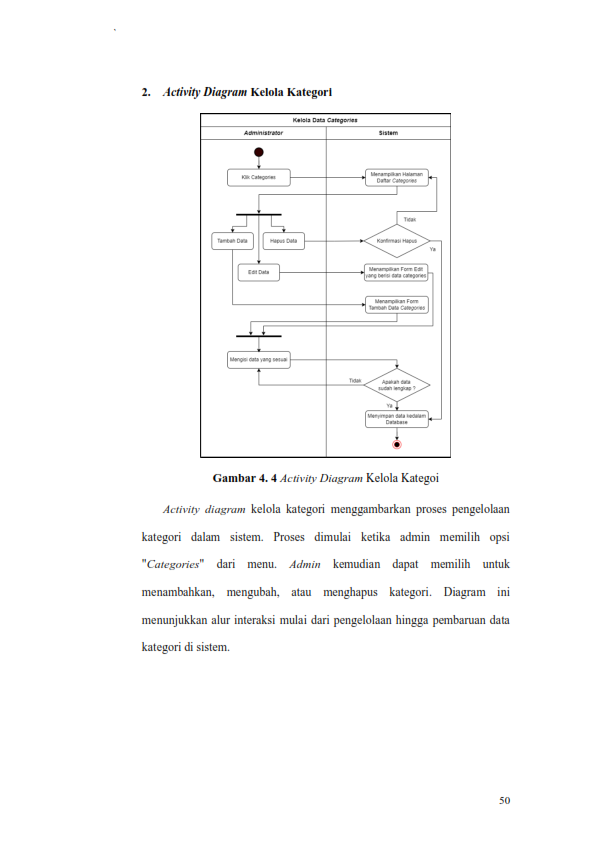 2. Activity Diagram Kelola Kategori
Kelola Data Categories
Administrator
Sistem
Klik Categories
Menampilkan Halaman
Daftar Categories
Tidak
Tambah Data
Hapus Data
Konfirmasi Hapus
Ya
Edit Data
Menampilkan Form Edit
yang berisi data categories
Menampilkan Form
Tambah Data Categories
Mengisi data yang sesuai
Tidak
Apakah data
sudah lengkap ?
Ya
Menyimpan data kedalam
Database
Gambar 4. 4 Activity Diagram Kelola Kategoi
Activity diagram kelola kategori menggambarkan proses pengelolaan
kategori dalam sistem. Proses dimulai ketika admin memilih opsi
"Categories" dari menu. Admin kemudian dapat memilih untuk
menambahkan, mengubah, atau menghapus kategori. Diagram ini
menunjukkan alur interaksi mulai dari pengelolaan hingga pembaruan data
kategori di sistem.
50